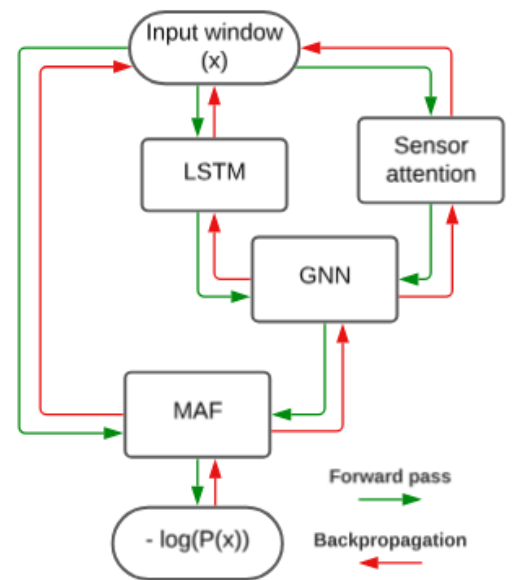 Input window
(x)
LSTM
Sensor
attention
GNN
MAF
- log(P(x))
Forward pass
Backpropagation